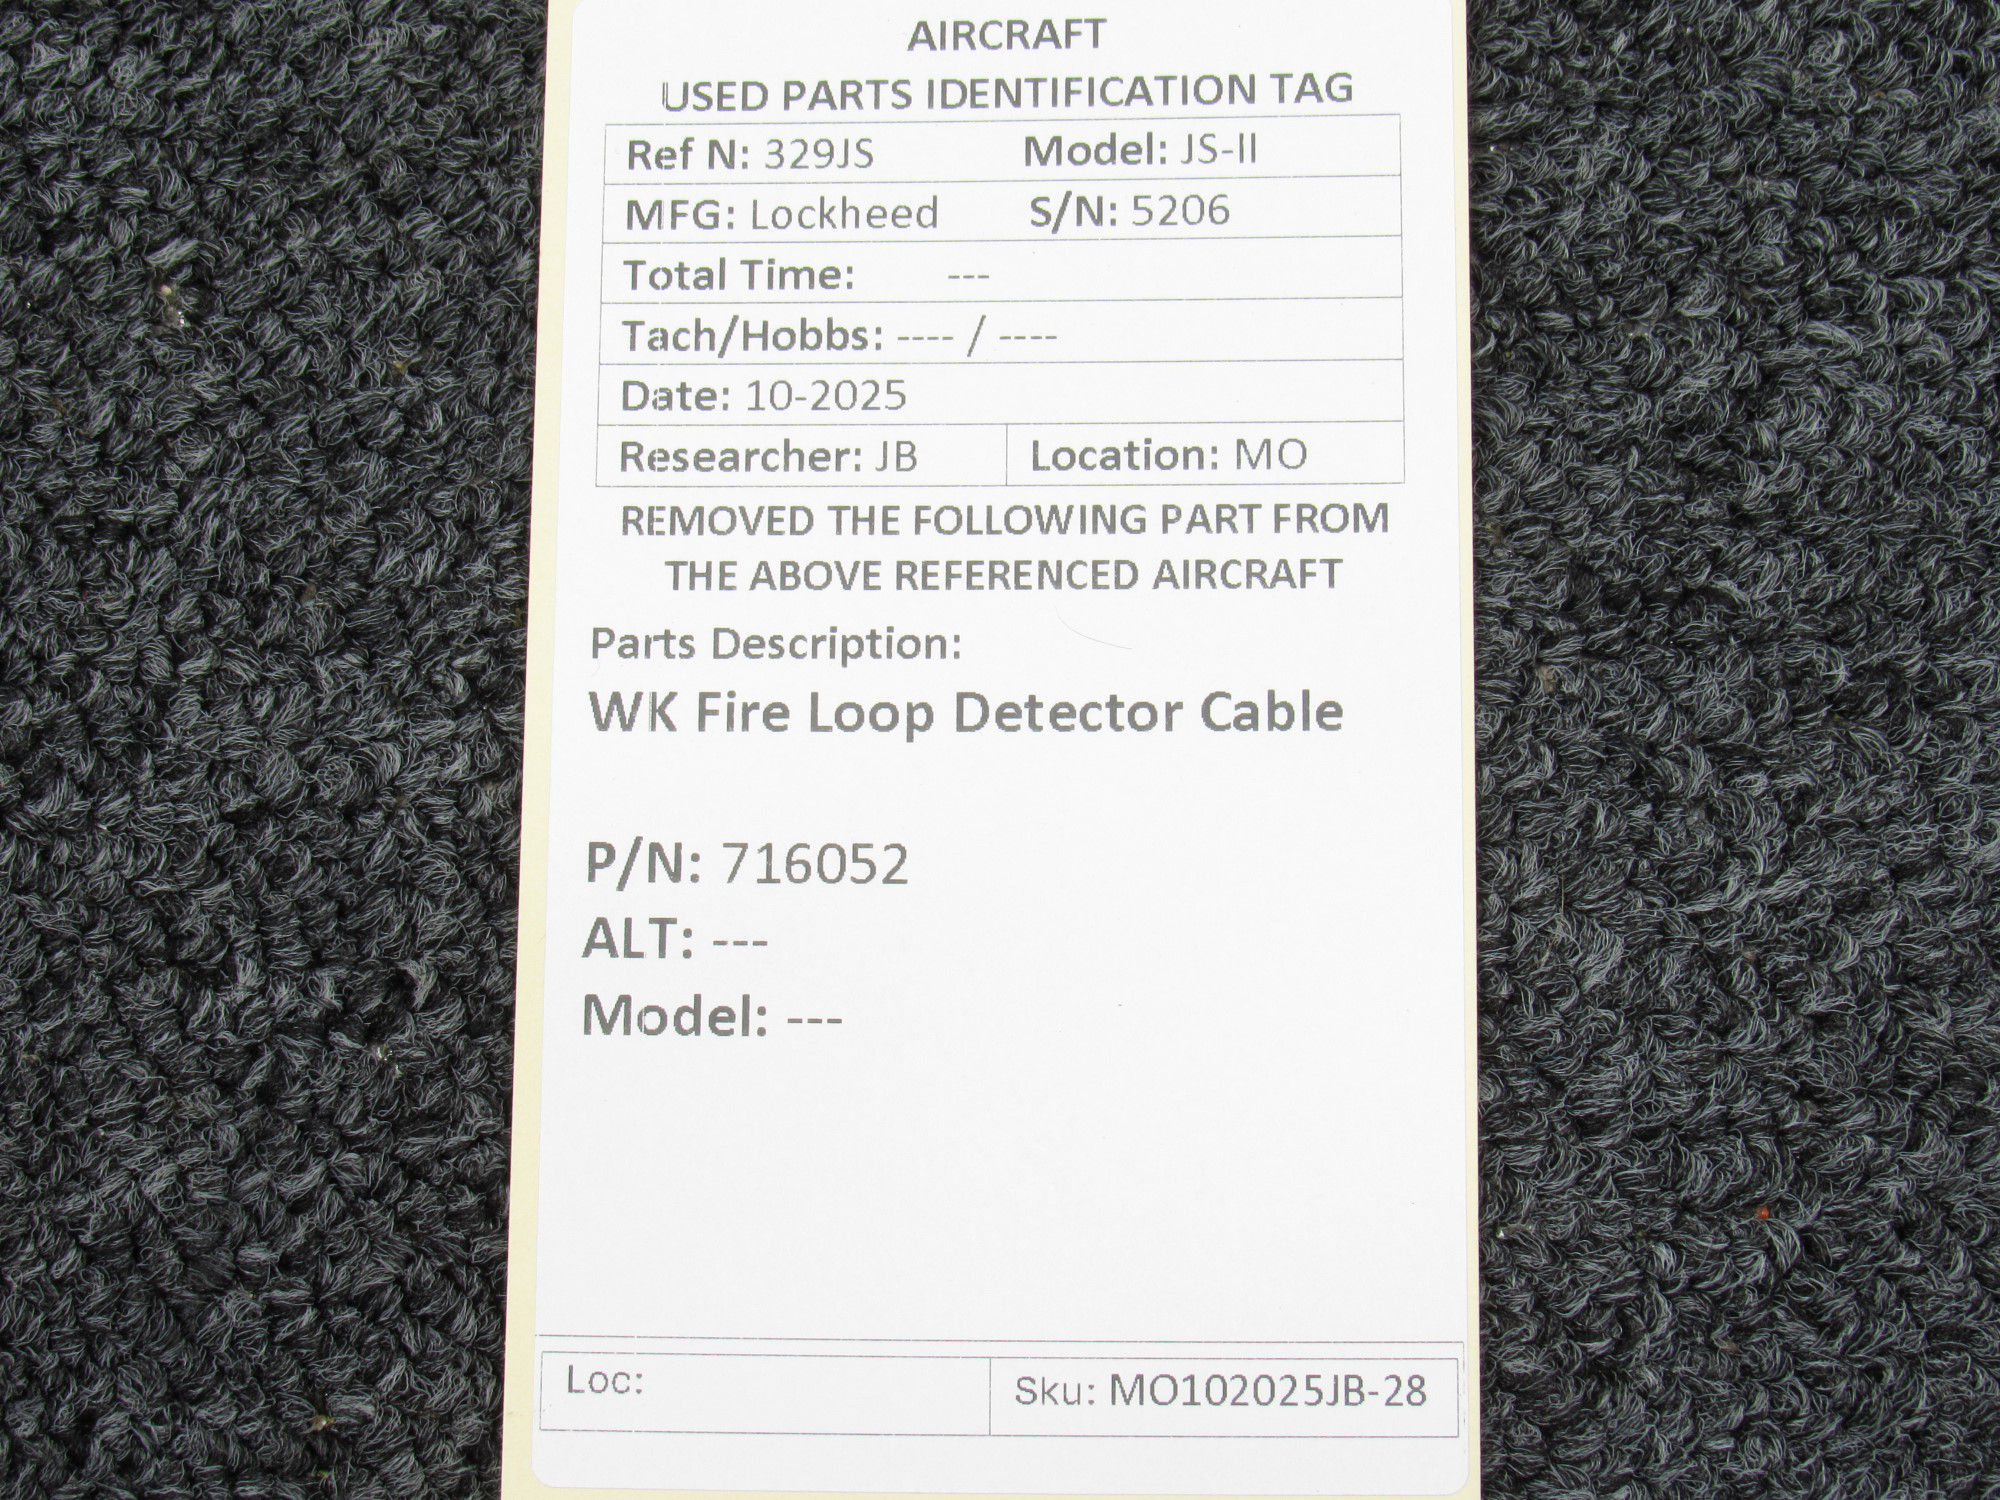 AIRCRAFT
USED PARTS IDENTIFICATION TAG
Ref N: 329JS Model: JS-II
MFG: Lockheed S/N: 5206
Total Time: ---
Tach/Hobbs: ---- / ----
Date: 10-2025
Researcher: JB Location: MO
REMOVED THE FOLLOWING PART FROM
THE ABOVE REFERENCED AIRCRAFT
Parts Description:
WK Fire Loop Detector Cable
P/N: 716052
ALT: ---
Model: ---
Loc: Sku: MO102025JB-28